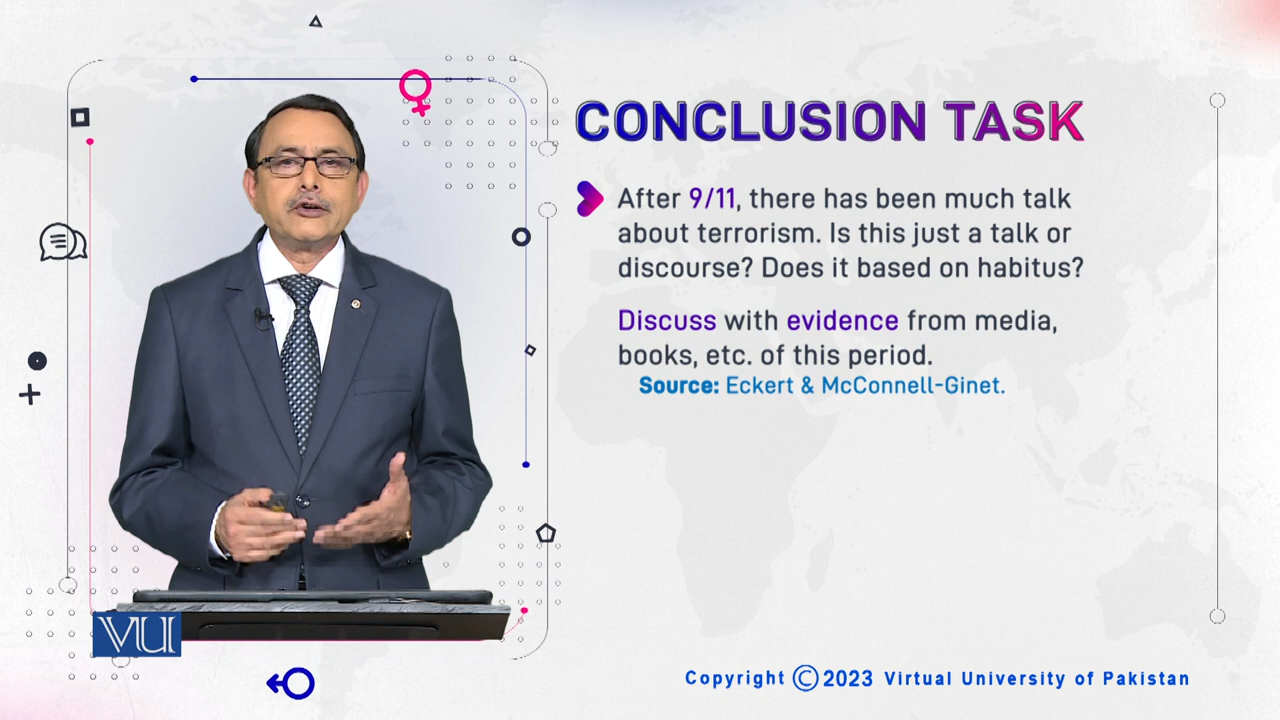 CONCLUSION TASK
After 9/11, there has been much talk
about terrorism. Is this just a talk or
discourse? Does it based on habitus?
Discuss with evidence from media,
books, etc. of this period.
Source: Eckert & McConnell-Ginet.
VU
Copyright © 2023 Virtual University of Pakistan